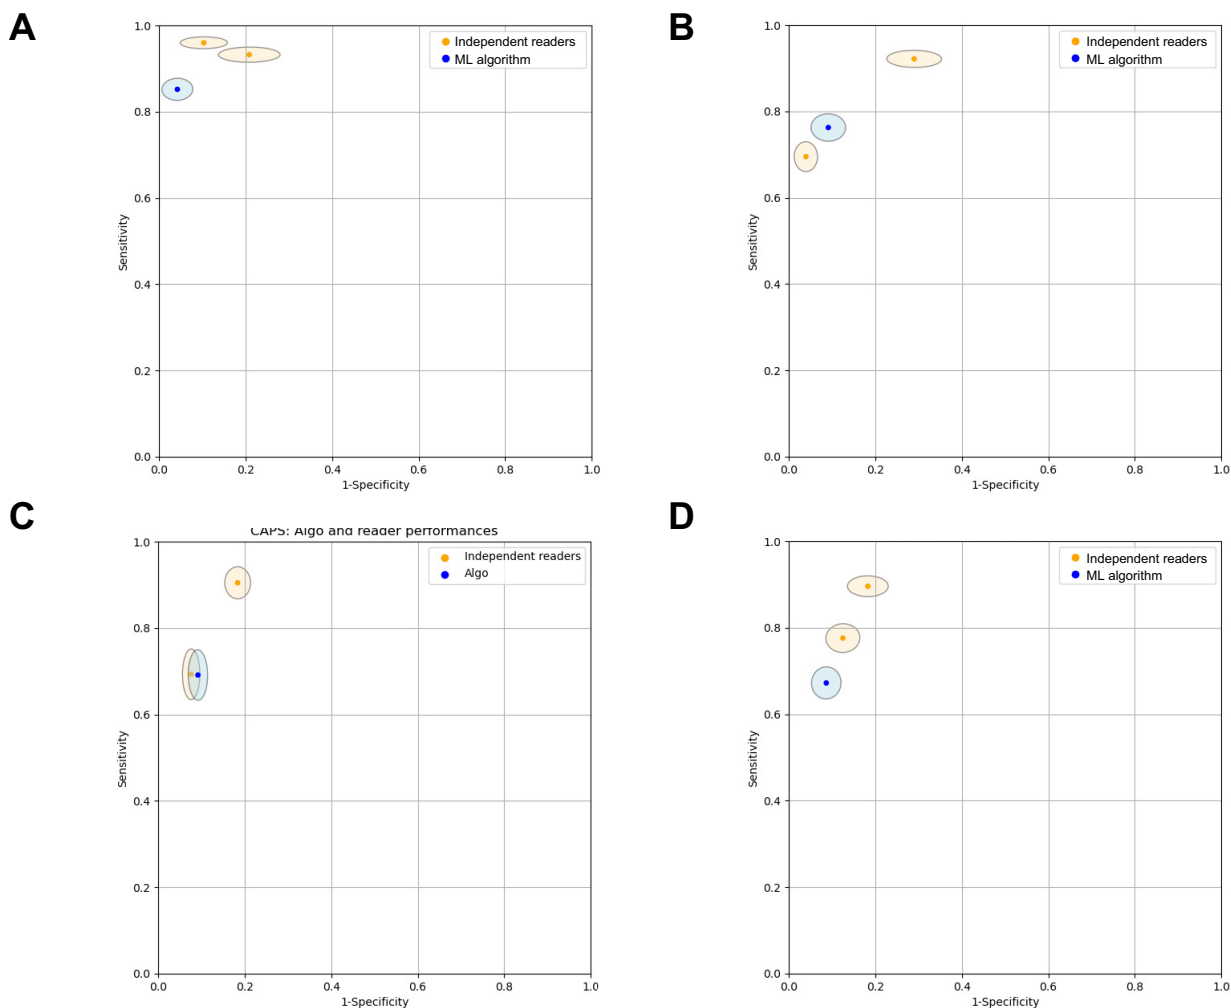 A
1.0
0.8
0.6
0.4
0.2
0.0
Sensitivity
0.0 0.2 0.4 0.6 0.8 1.0
1-Specificity
Independent readers
ML algorithm
B
1.0
0.8
0.6
0.4
0.2
0.0
Sensitivity
0.0 0.2 0.4 0.6 0.8 1.0
1-Specificity
Independent readers
ML algorithm
C
CAPS: Algo and reader performances
1.0
0.8
0.6
0.4
0.2
0.0
Sensitivity
0.0 0.2 0.4 0.6 0.8 1.0
1-Specificity
Independent readers
Algo
D
1.0
0.8
0.6
0.4
0.2
0.0
Sensitivity
0.0 0.2 0.4 0.6 0.8 1.0
1-Specificity
Independent readers
ML algorithm